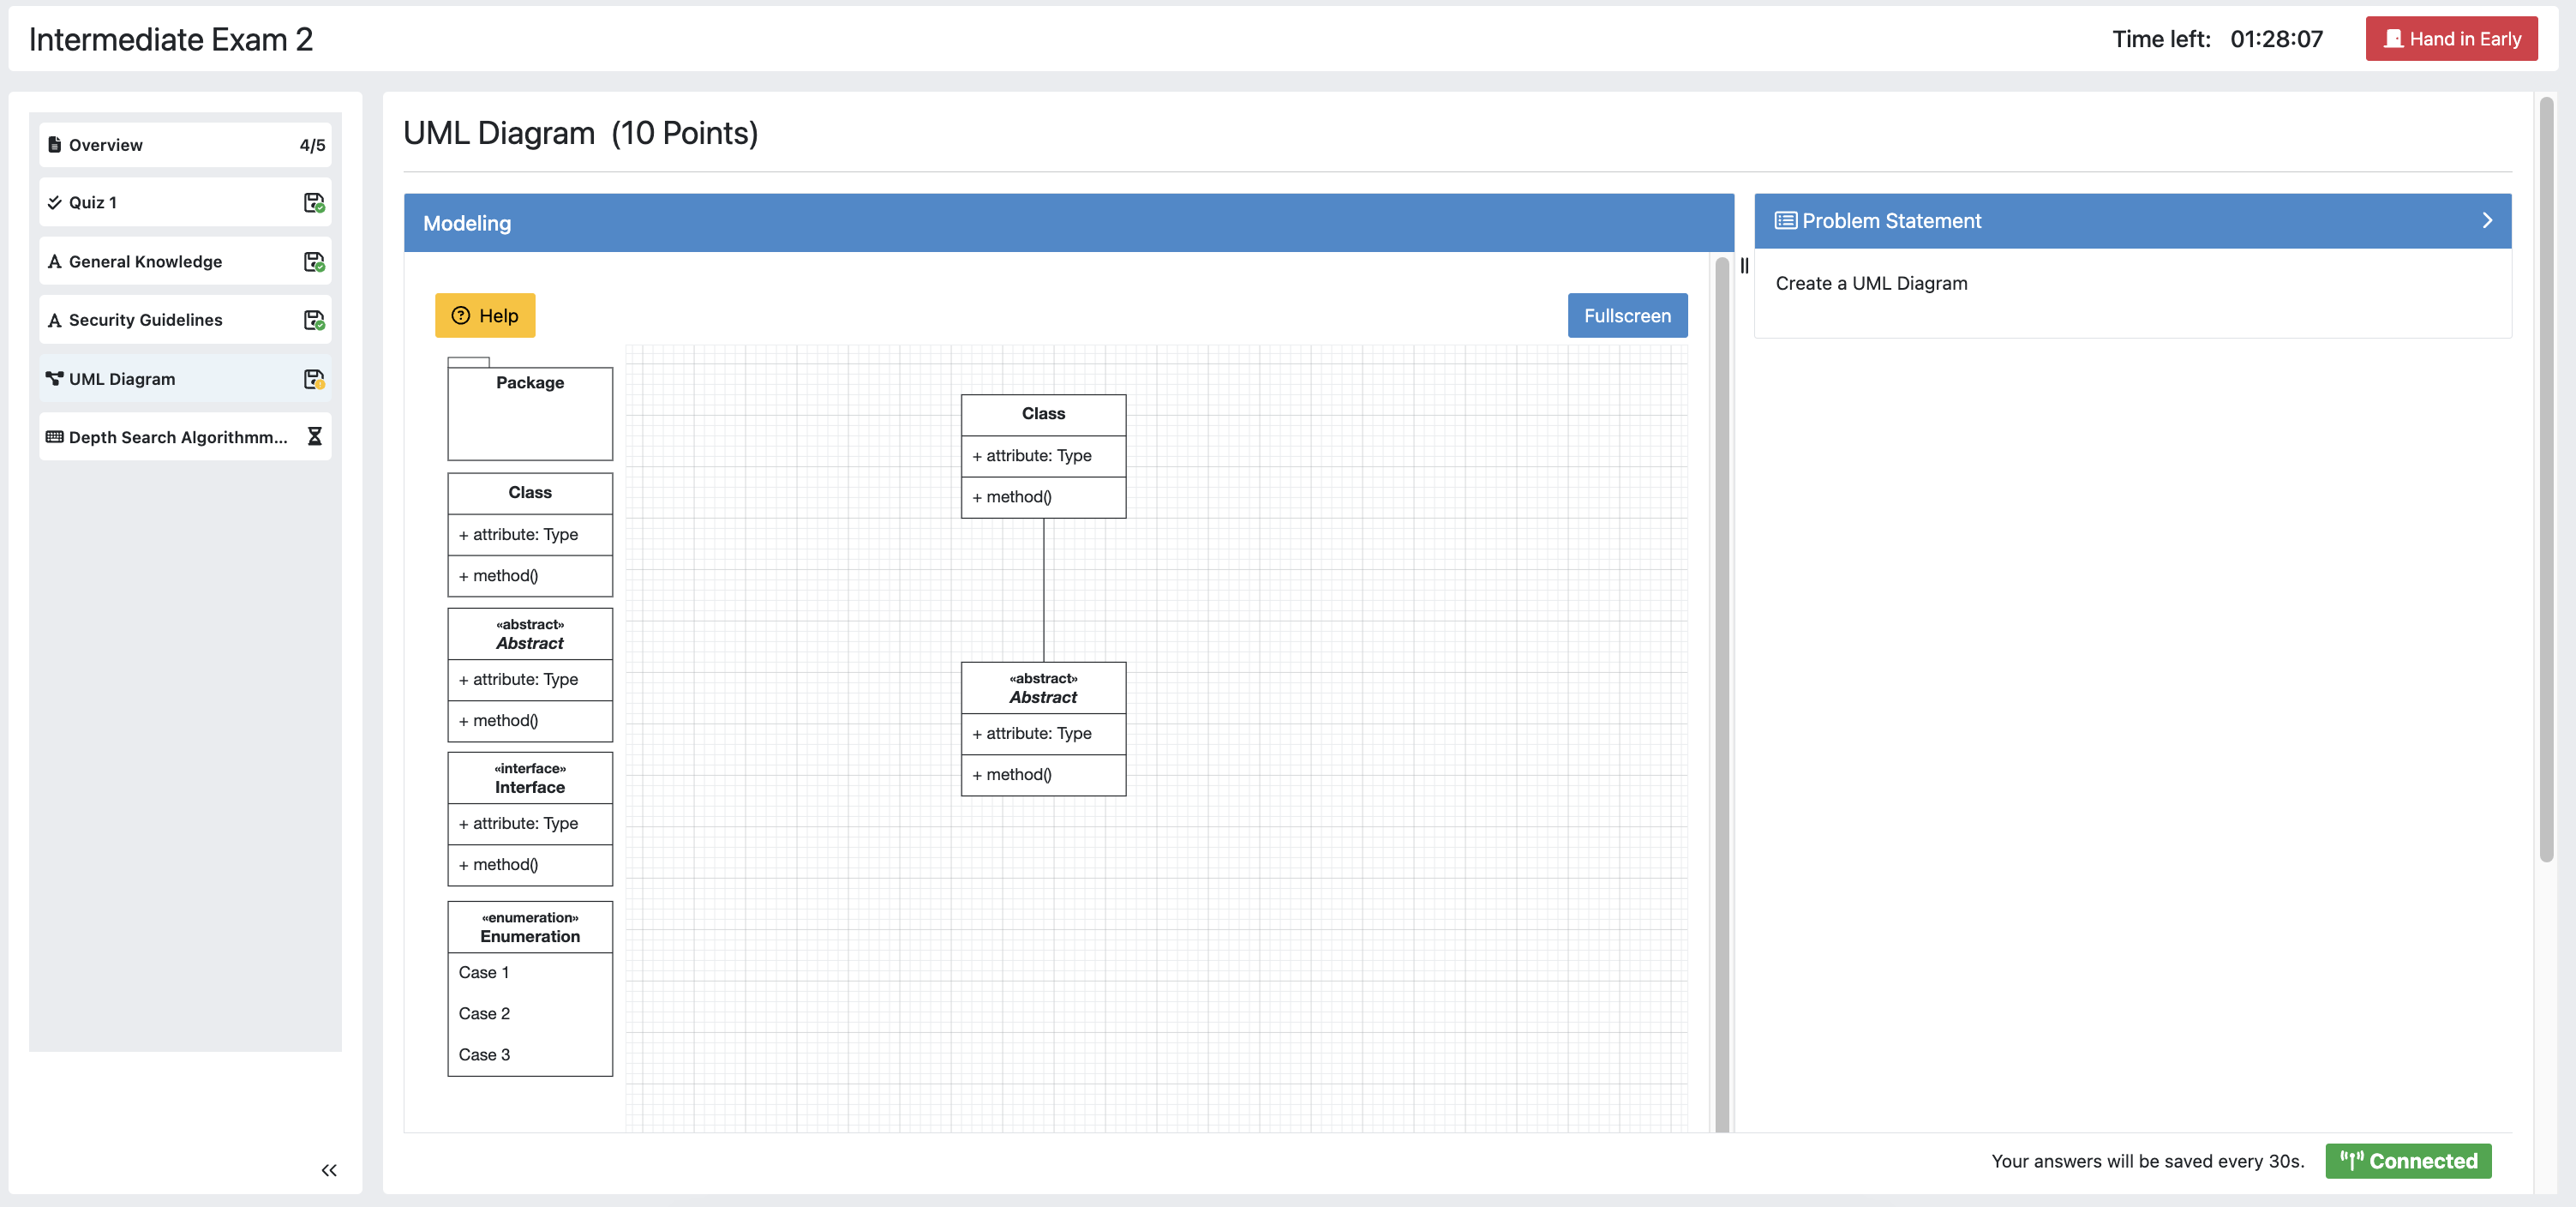 Intermediate Exam 2
Time left: 01:28:07
Hand in Early
Overview 4/5
Quiz 1
General Knowledge
Security Guidelines
UML Diagram
Depth Search Algorithmm...
UML Diagram (10 Points)
Modeling
Help
Fullscreen
Package
Class
+ attribute: Type
+ method()
«abstract»
Abstract
+ attribute: Type
+ method()
«interface»
Interface
+ attribute: Type
+ method()
«enumeration»
Enumeration
Case 1
Case 2
Case 3
Class
+ attribute: Type
+ method()
«abstract»
Abstract
+ attribute: Type
+ method()
Problem Statement
Create a UML Diagram
Your answers will be saved every 30s.
Connected